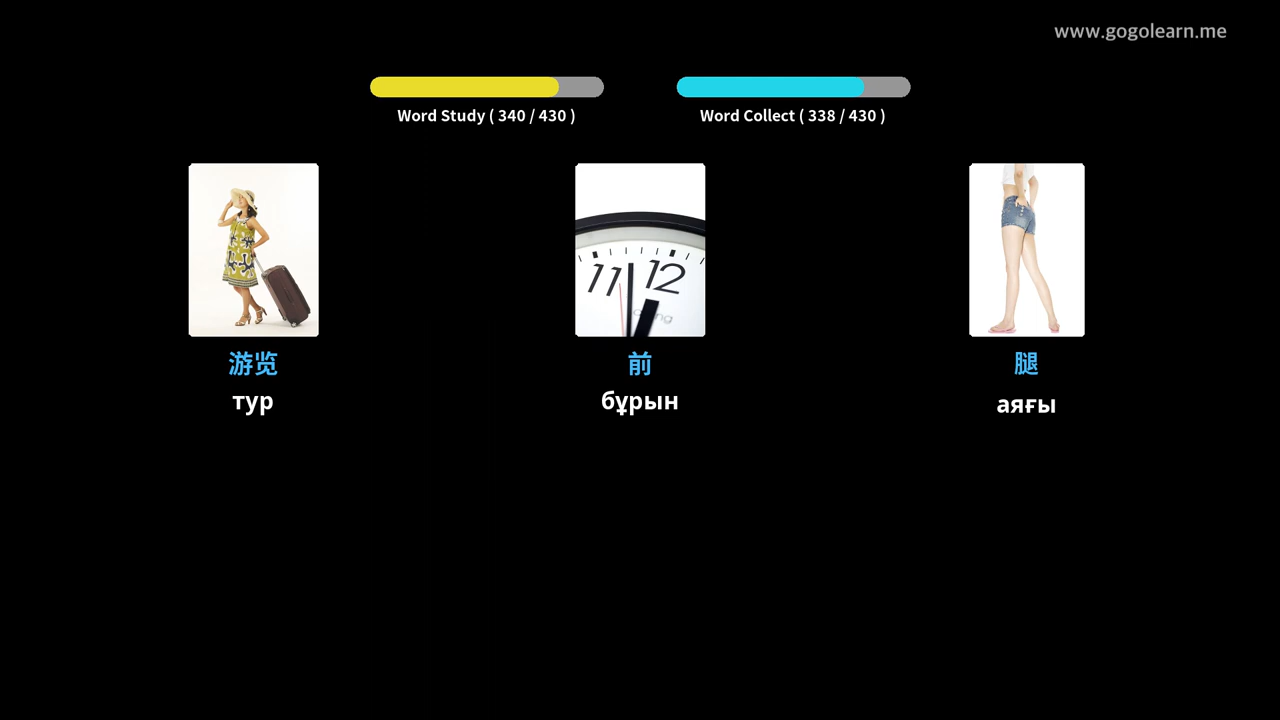 www.gogolearn.me
Word Study ( 340 / 430 )
Word Collect ( 338 / 430 )
11 12
游览
前
腿
тур
бұрын
аяғы